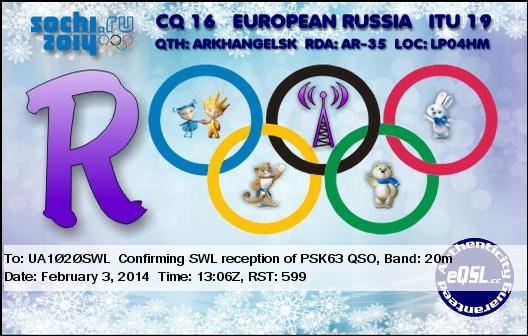 sochi.ru
2014
CQ 16 EUROPEAN RUSSIA ITU 19
QTH: ARKHANGELSK RDA: AR-35 LOC: LP04HM
R
To: UA1Ø2ØSWL Confirming SWL reception of PSK63 QSO, Band: 20m
Date: February 3, 2014 Time: 13:06Z, RST: 599
Authenticity
eQSL.cc
Guaranteed